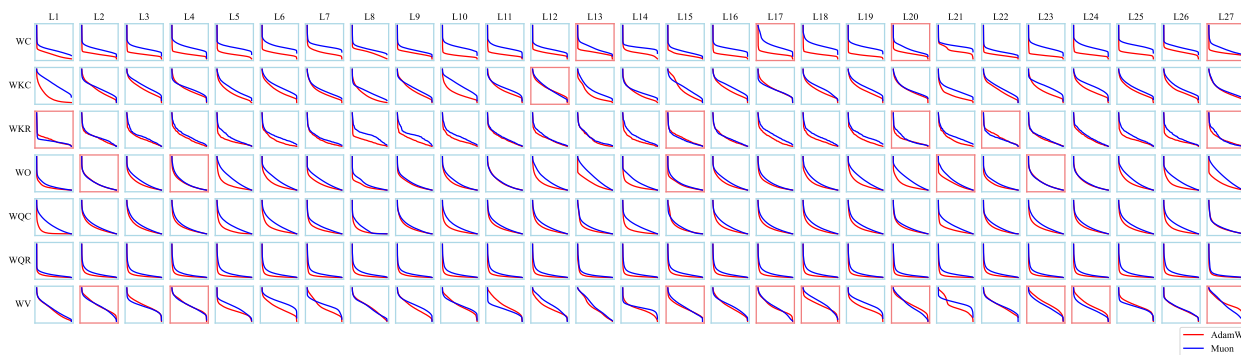 L1 L2 L3 L4 L5 L6 L7 L8 L9 L10 L11 L12 L13 L14 L15 L16 L17 L18 L19 L20 L21 L22 L23 L24 L25 L26 L27
WC
WKC
WKR
WO
WQC
WQR
WV
AdamW
Muon